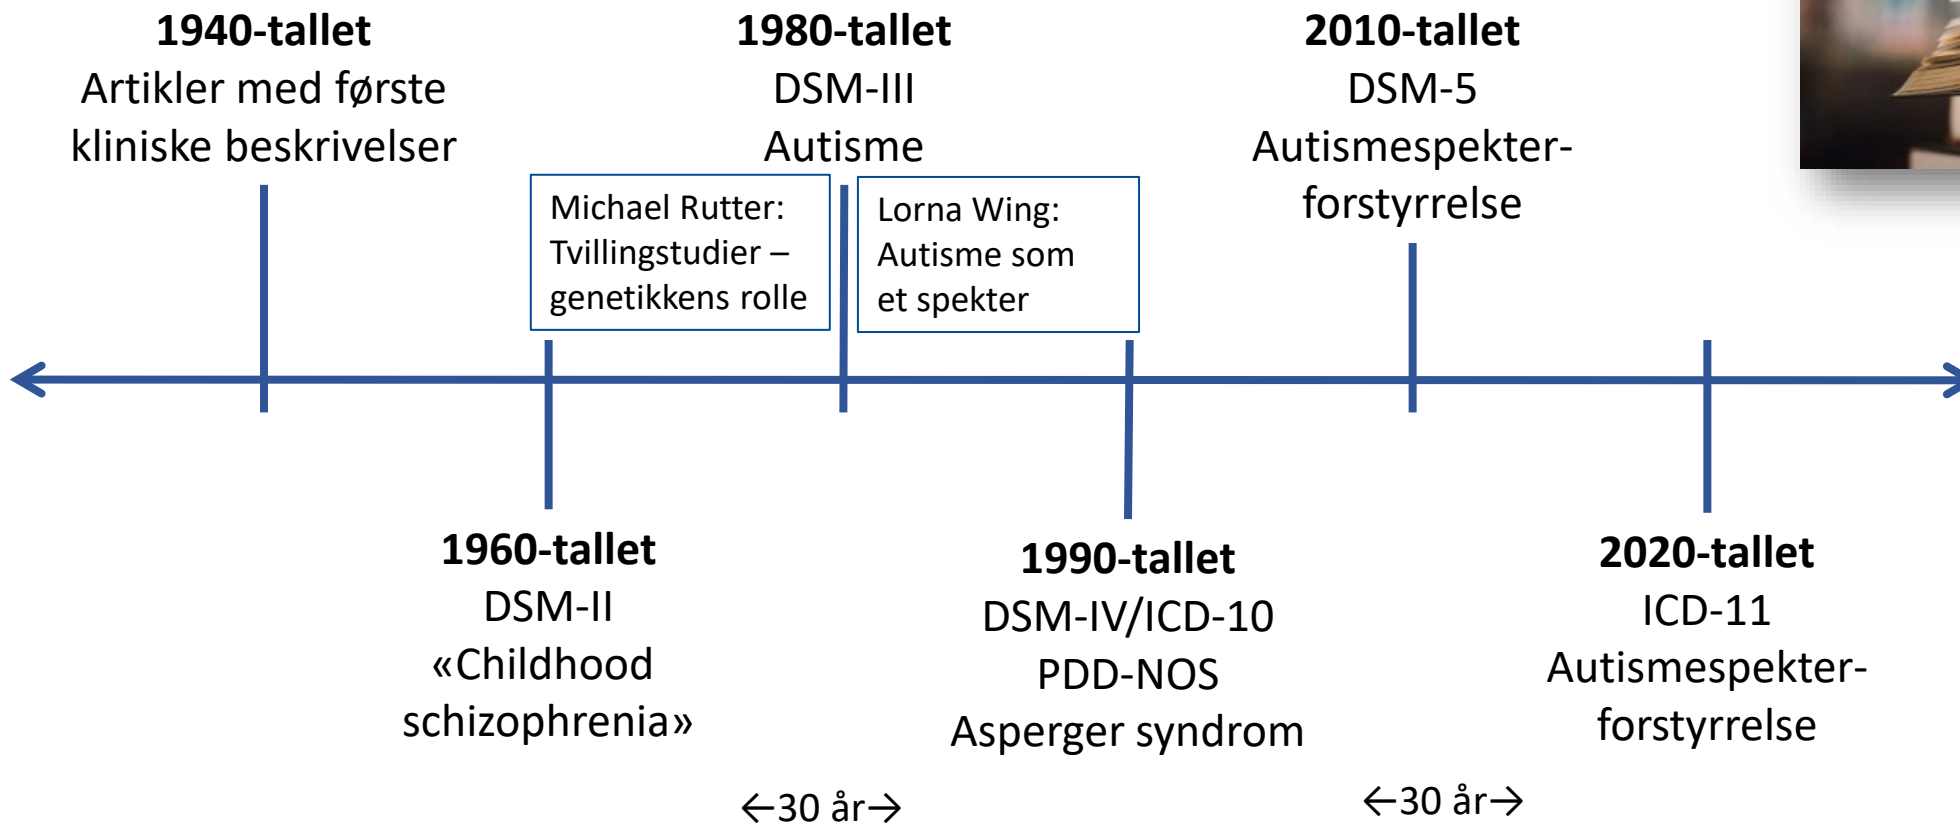 1940-tallet
Artikler med første
kliniske beskrivelser
1980-tallet
DSM-III
Autisme
2010-tallet
DSM-5
Autismespekter-
forstyrrelse
Michael Rutter:
Tvillingstudier –
genetikkens rolle
Lorna Wing:
Autisme som
et spekter
1960-tallet
DSM-II
«Childhood
schizophrenia»
1990-tallet
DSM-IV/ICD-10
PDD-NOS
Asperger syndrom
2020-tallet
ICD-11
Autismespekter-
forstyrrelse
←30 år→
←30 år→